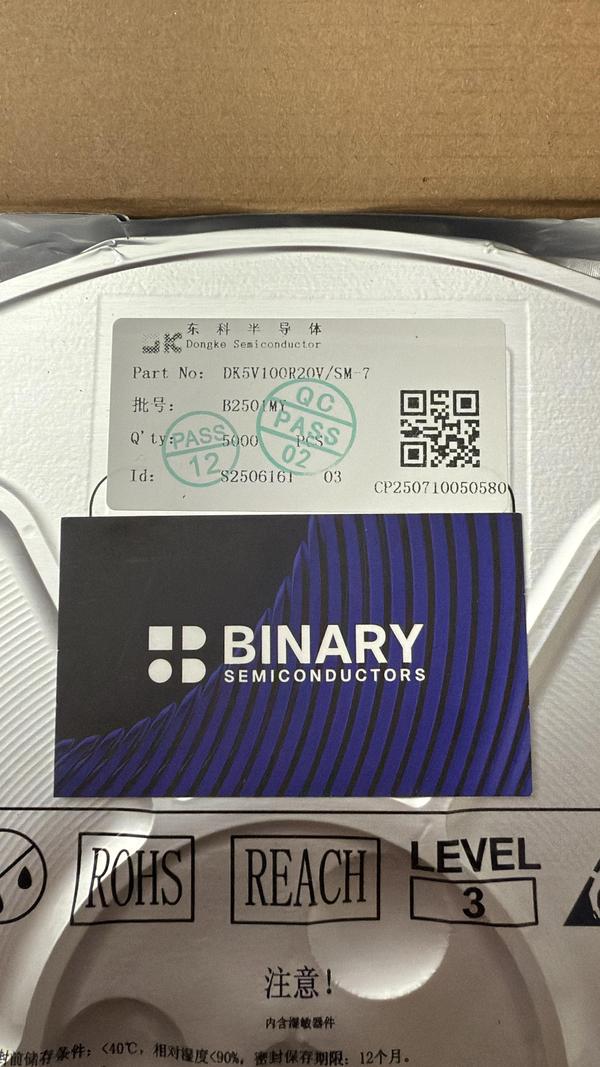 东科半导体
DK Dongke Semiconductor
Part No: DK5V100R20V/SM-7
批号: B2501MY
Q'ty: 5000 PCS
Id: S2506161 03
CP250710050580
QC
PASS
02
PASS
12
BINARY
SEMICONDUCTORS
ROHS
REACH
LEVEL
3
注意!
内含湿敏器件
封前储存条件: <40℃, 相对湿度<90%, 密封保存期限: 12个月。